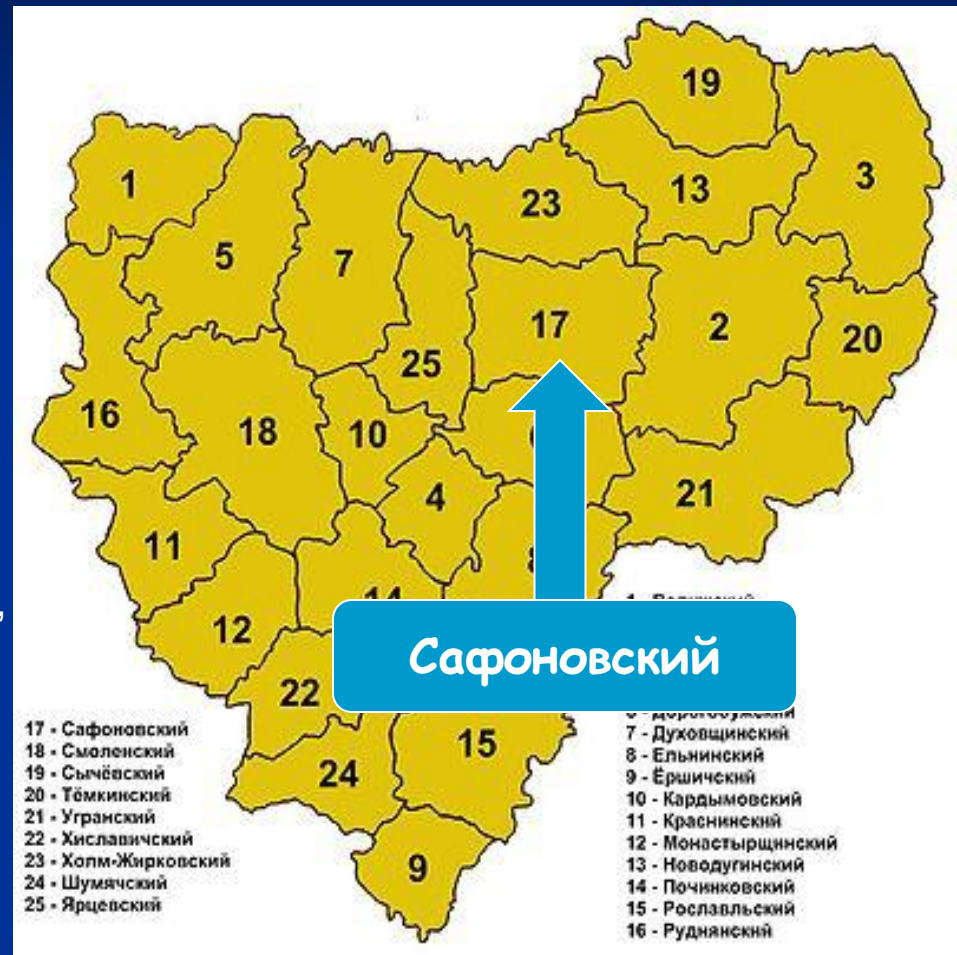 19
1
23
13
3
5
7
17
2
25
20
16
18
10
4
21
11
12
14
Сафоновский
22
15
24
9
17 - Сафоновский
18 - Смоленский
19 - Сычёвский
20 - Тёмкинский
21 - Угранский
22 - Хиславичский
23 - Холм-Жирковский
24 - Шумячский
25 - Ярцевский
6 - Дорогобужский
7 - Духовщинский
8 - Ельнинский
9 - Ёршичский
10 - Кардымовский
11 - Краснинский
12 - Монастырщинский
13 - Новодугинский
14 - Починковский
15 - Рославльский
16 - Руднянский